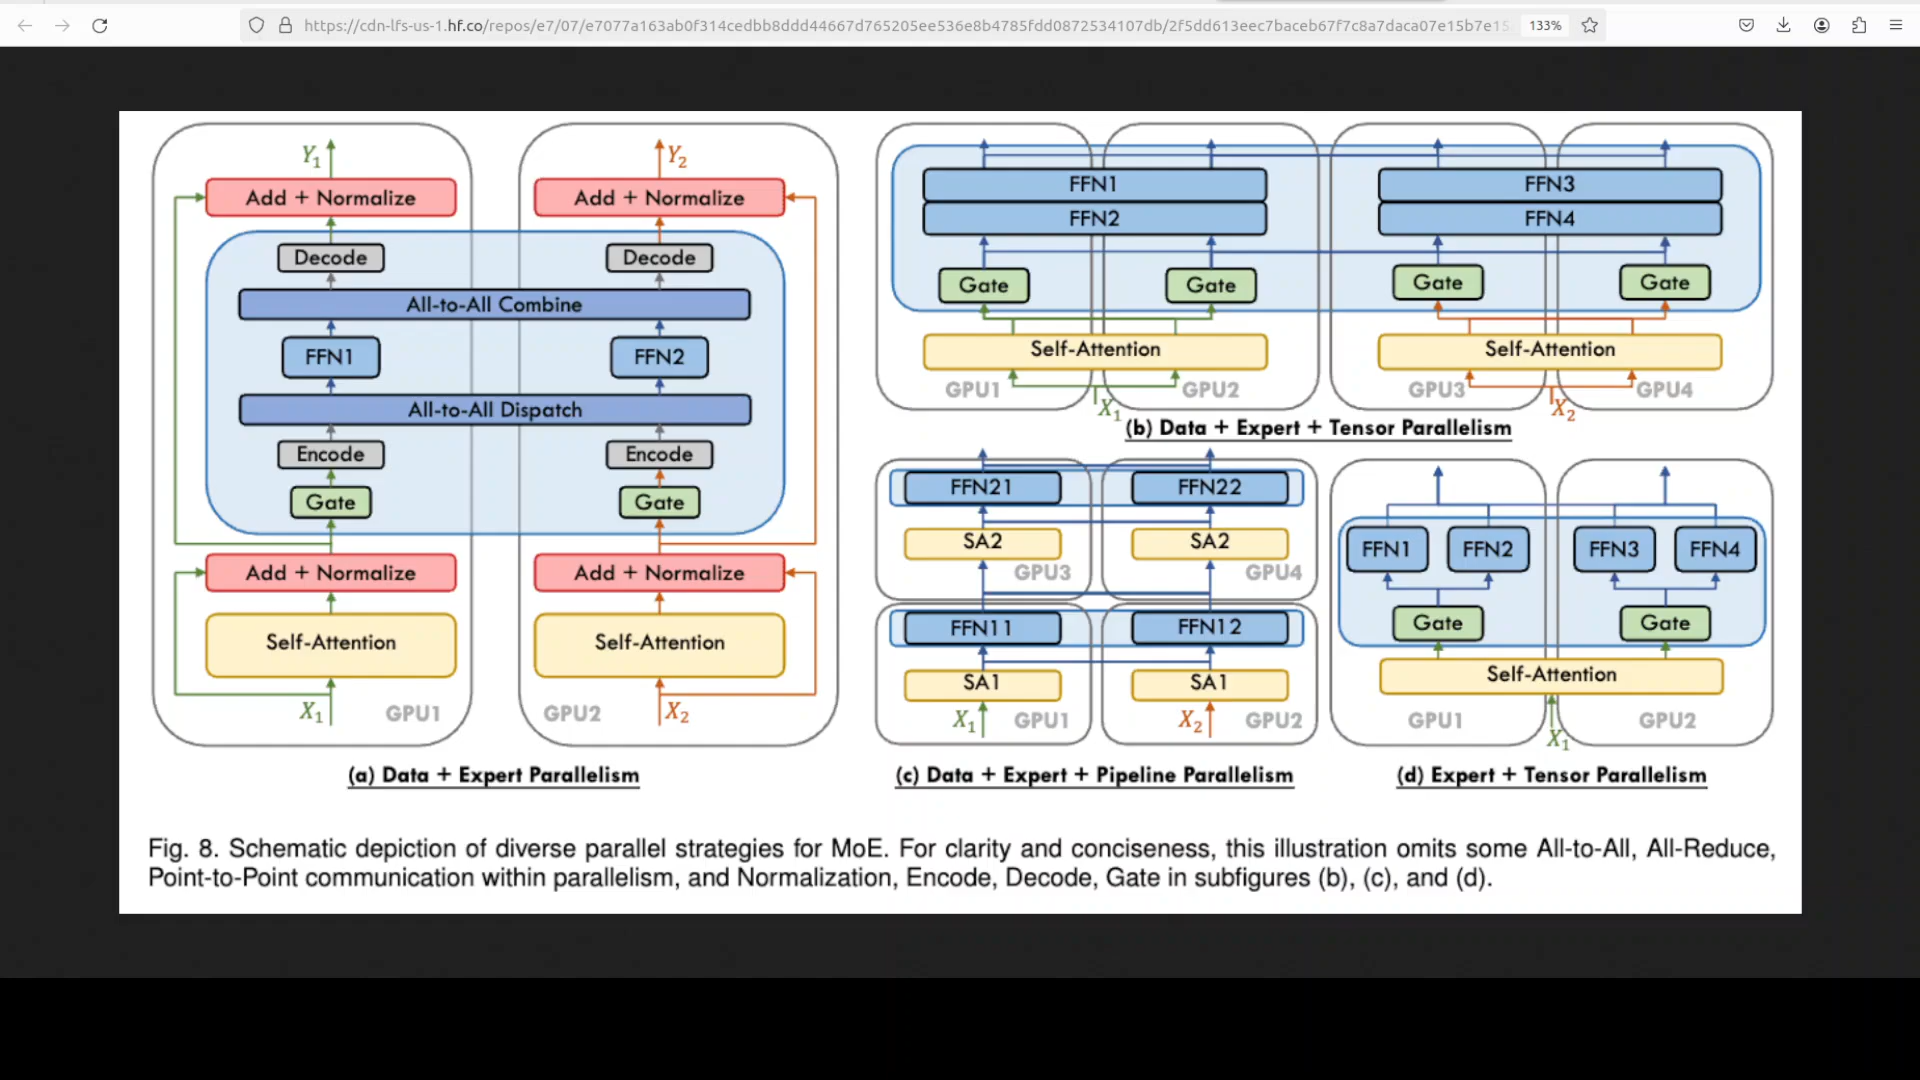 https://cdn-lfs-us-1.hf.co/repos/e7/07/e7077a163ab0f314cedbb8ddd44667d765205ee536e8b4785fdd0872534107db/2f5dd613eec7baceb67f7c8a7daca07e15b7e15
133%
Y1
Add + Normalize
Decode
All-to-All Combine
FFN1
All-to-All Dispatch
Encode
Gate
Add + Normalize
Self-Attention
X1
GPU1
Y2
Add + Normalize
Decode
FFN2
Encode
Gate
Add + Normalize
Self-Attention
GPU2
X2
(a) Data + Expert Parallelism
FFN1
FFN2
Gate
Gate
Self-Attention
GPU1
X1
GPU2
FFN3
FFN4
Gate
Gate
Self-Attention
GPU3
X2
GPU4
(b) Data + Expert + Tensor Parallelism
FFN21
FFN22
SA2
SA2
GPU3
GPU4
FFN11
FFN12
SA1
SA1
X1
GPU1
X2
GPU2
(c) Data + Expert + Pipeline Parallelism
FFN1
FFN2
FFN3
FFN4
Gate
Gate
Self-Attention
GPU1
X1
GPU2
(d) Expert + Tensor Parallelism
Fig. 8. Schematic depiction of diverse parallel strategies for MoE. For clarity and conciseness, this illustration omits some All-to-All, All-Reduce,
Point-to-Point communication within parallelism, and Normalization, Encode, Decode, Gate in subfigures (b), (c), and (d).